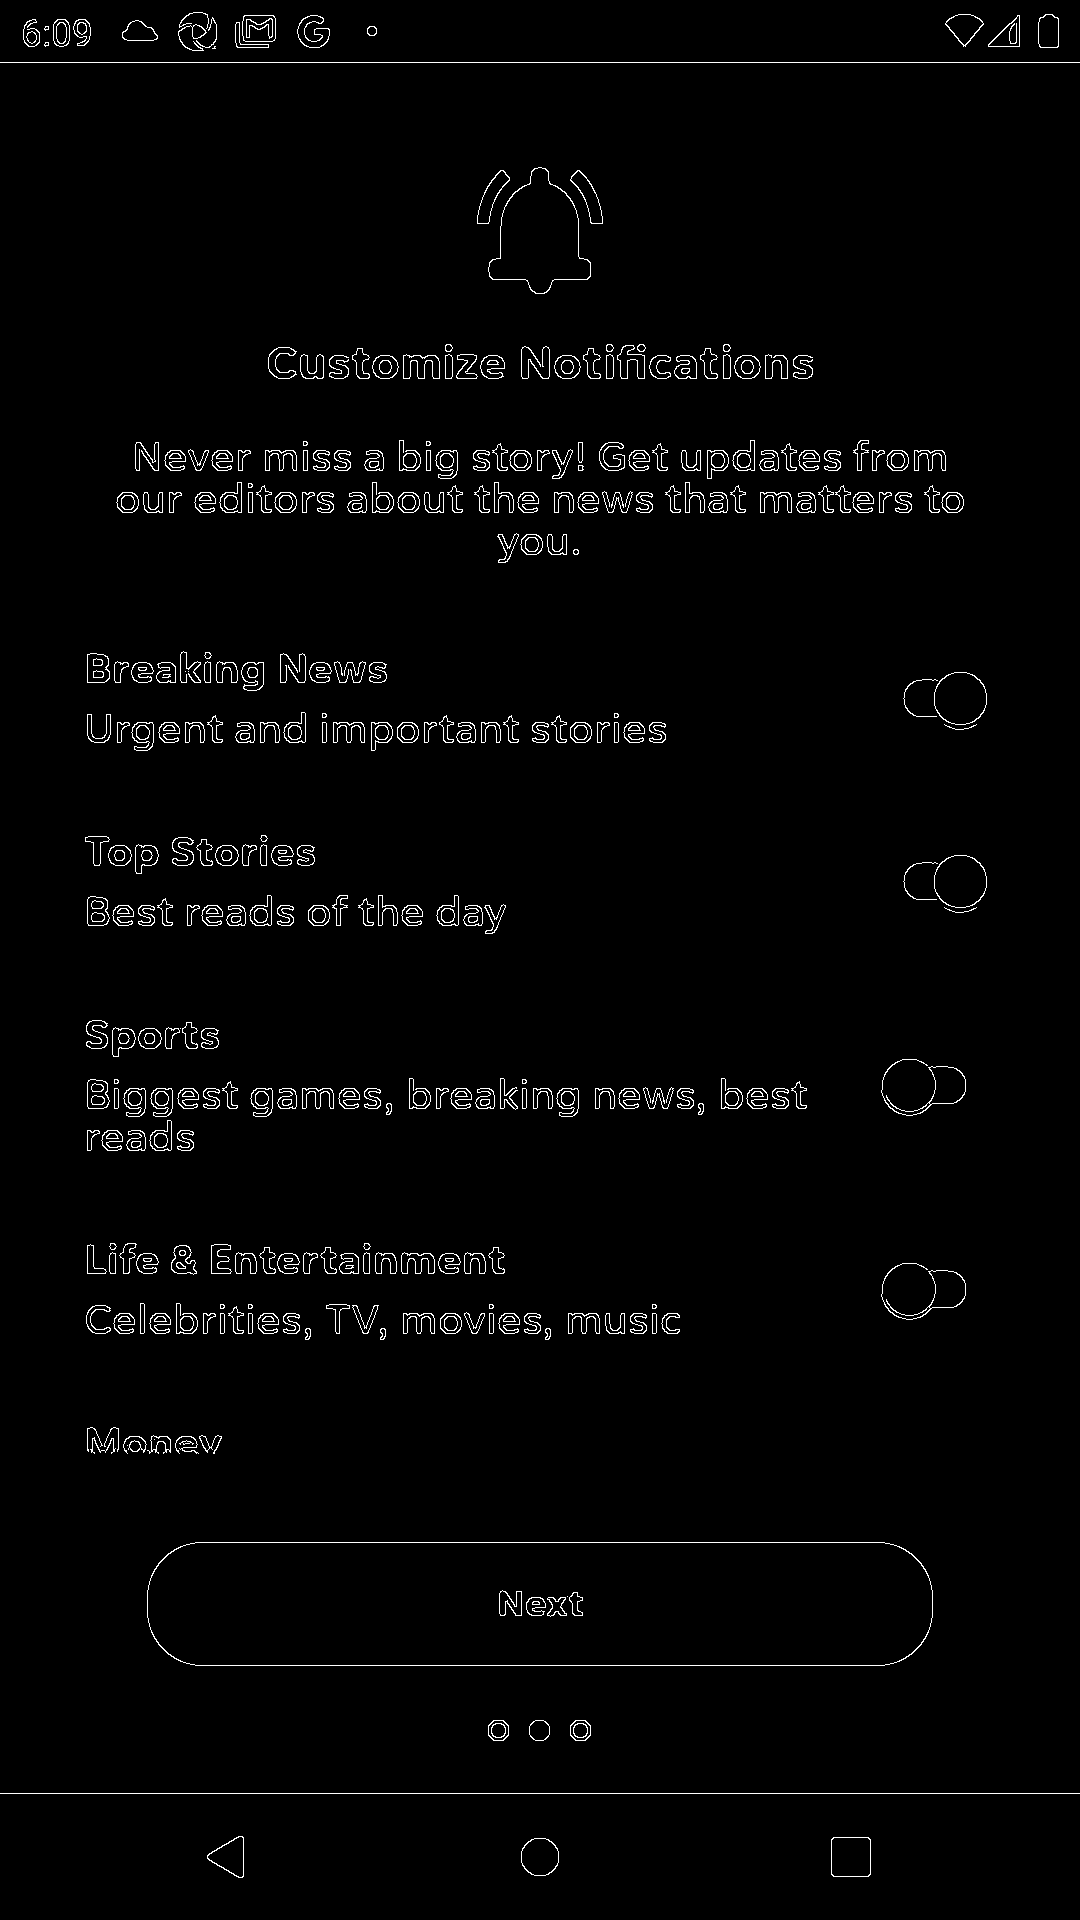 6:09
Customize Notifications
Never miss a big story! Get updates from
our editors about the news that matters to
you.
Breaking News
Urgent and important stories
Top Stories
Best reads of the day
Sports
Biggest games, breaking news, best
reads
Life & Entertainment
Celebrities, TV, movies, music
Money
Next